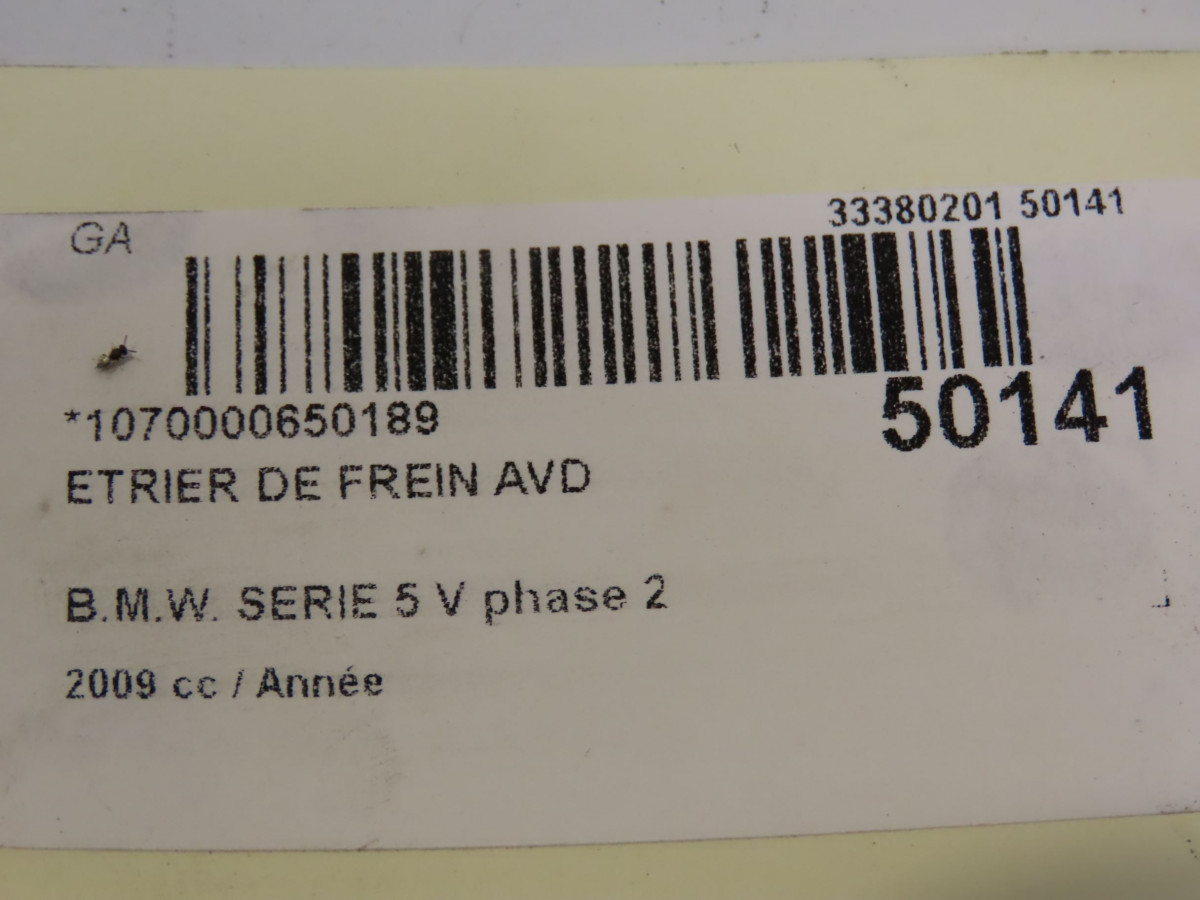 GA
33380201 50141
*1070000650189
50141
ETRIER DE FREIN AVD
B.M.W. SERIE 5 V phase 2
2009 cc / Année